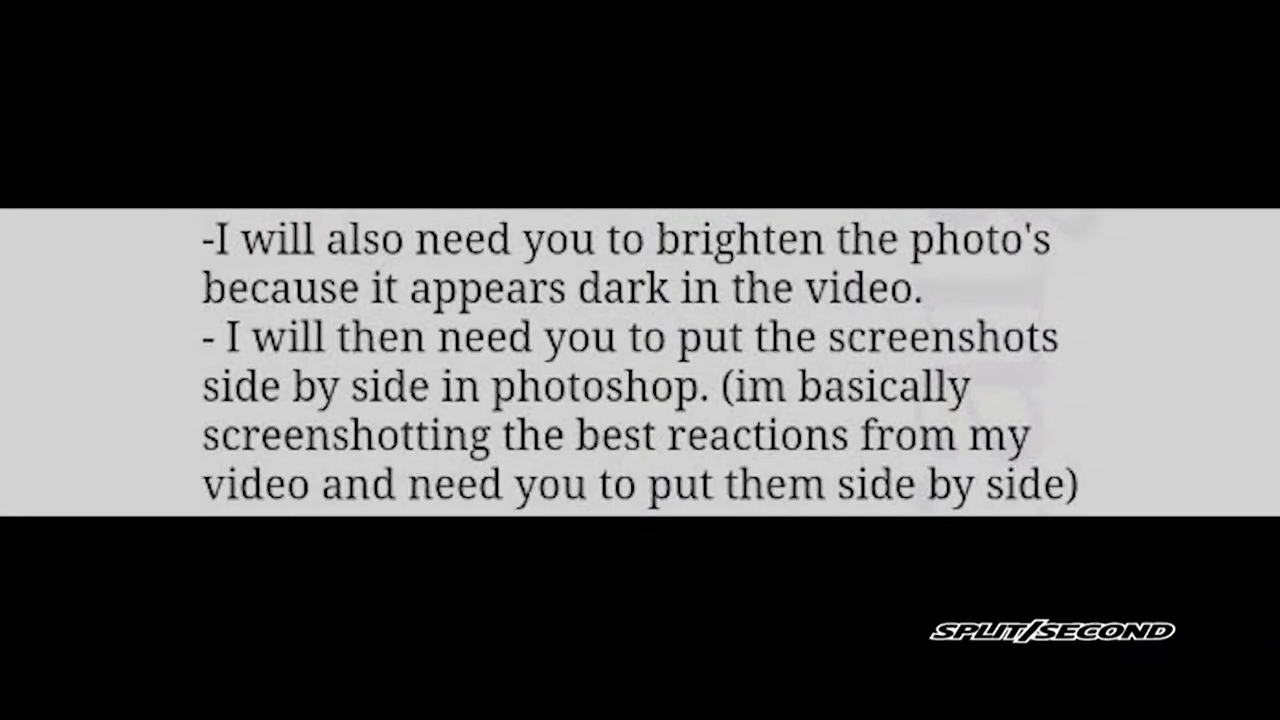 -I will also need you to brighten the photo's
because it appears dark in the video.
- I will then need you to put the screenshots
side by side in photoshop. (im basically
screenshotting the best reactions from my
video and need you to put them side by side)
SPLIT/SECOND